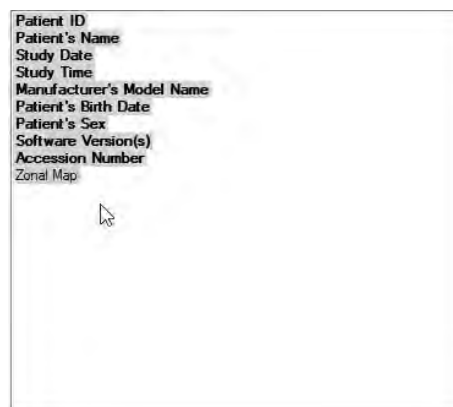 Patient ID
Patient's Name
Study Date
Study Time
Manufacturer's Model Name
Patient's Birth Date
Patient's Sex
Software Version(s)
Accession Number
Zonal Map